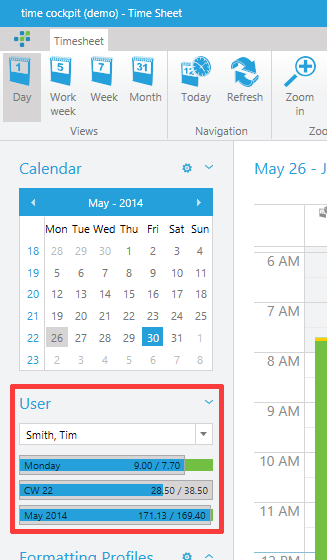 time cockpit (demo) - Time Sheet
Timesheet
1 5 7 31
Day Work week Week Month Today Refresh Zoom in
Views Navigation Zoo
Calendar
May 26 - J
May - 2014
Mon Tue Wed Thu Fri Sat Sun
18 28 29 30 1 2 3 4
19 5 6 7 8 9 10 11
20 12 13 14 15 16 17 18
21 19 20 21 22 23 24 25
22 26 27 28 29 30 31 1
23 2 3 4 5 6 7 8
User
Smith, Tim
Monday 9.00 / 7.70
CW 22 28.50 / 38.50
May 2014 171.13 / 169.40
Formatting Profiles
6 AM
7 AM
8 AM
9 AM
10 AM
11 AM
12 AM